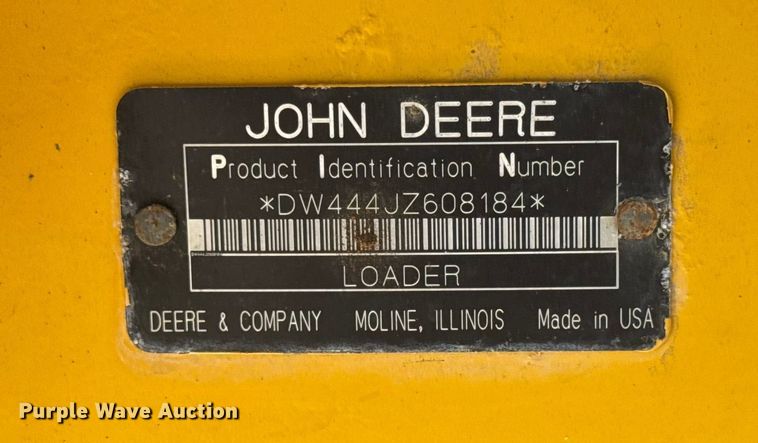 JOHN DEERE
Product Identification Number
*DW444JZ608184*
LOADER
DEERE & COMPANY MOLINE, ILLINOIS Made in USA
Purple Wave Auction